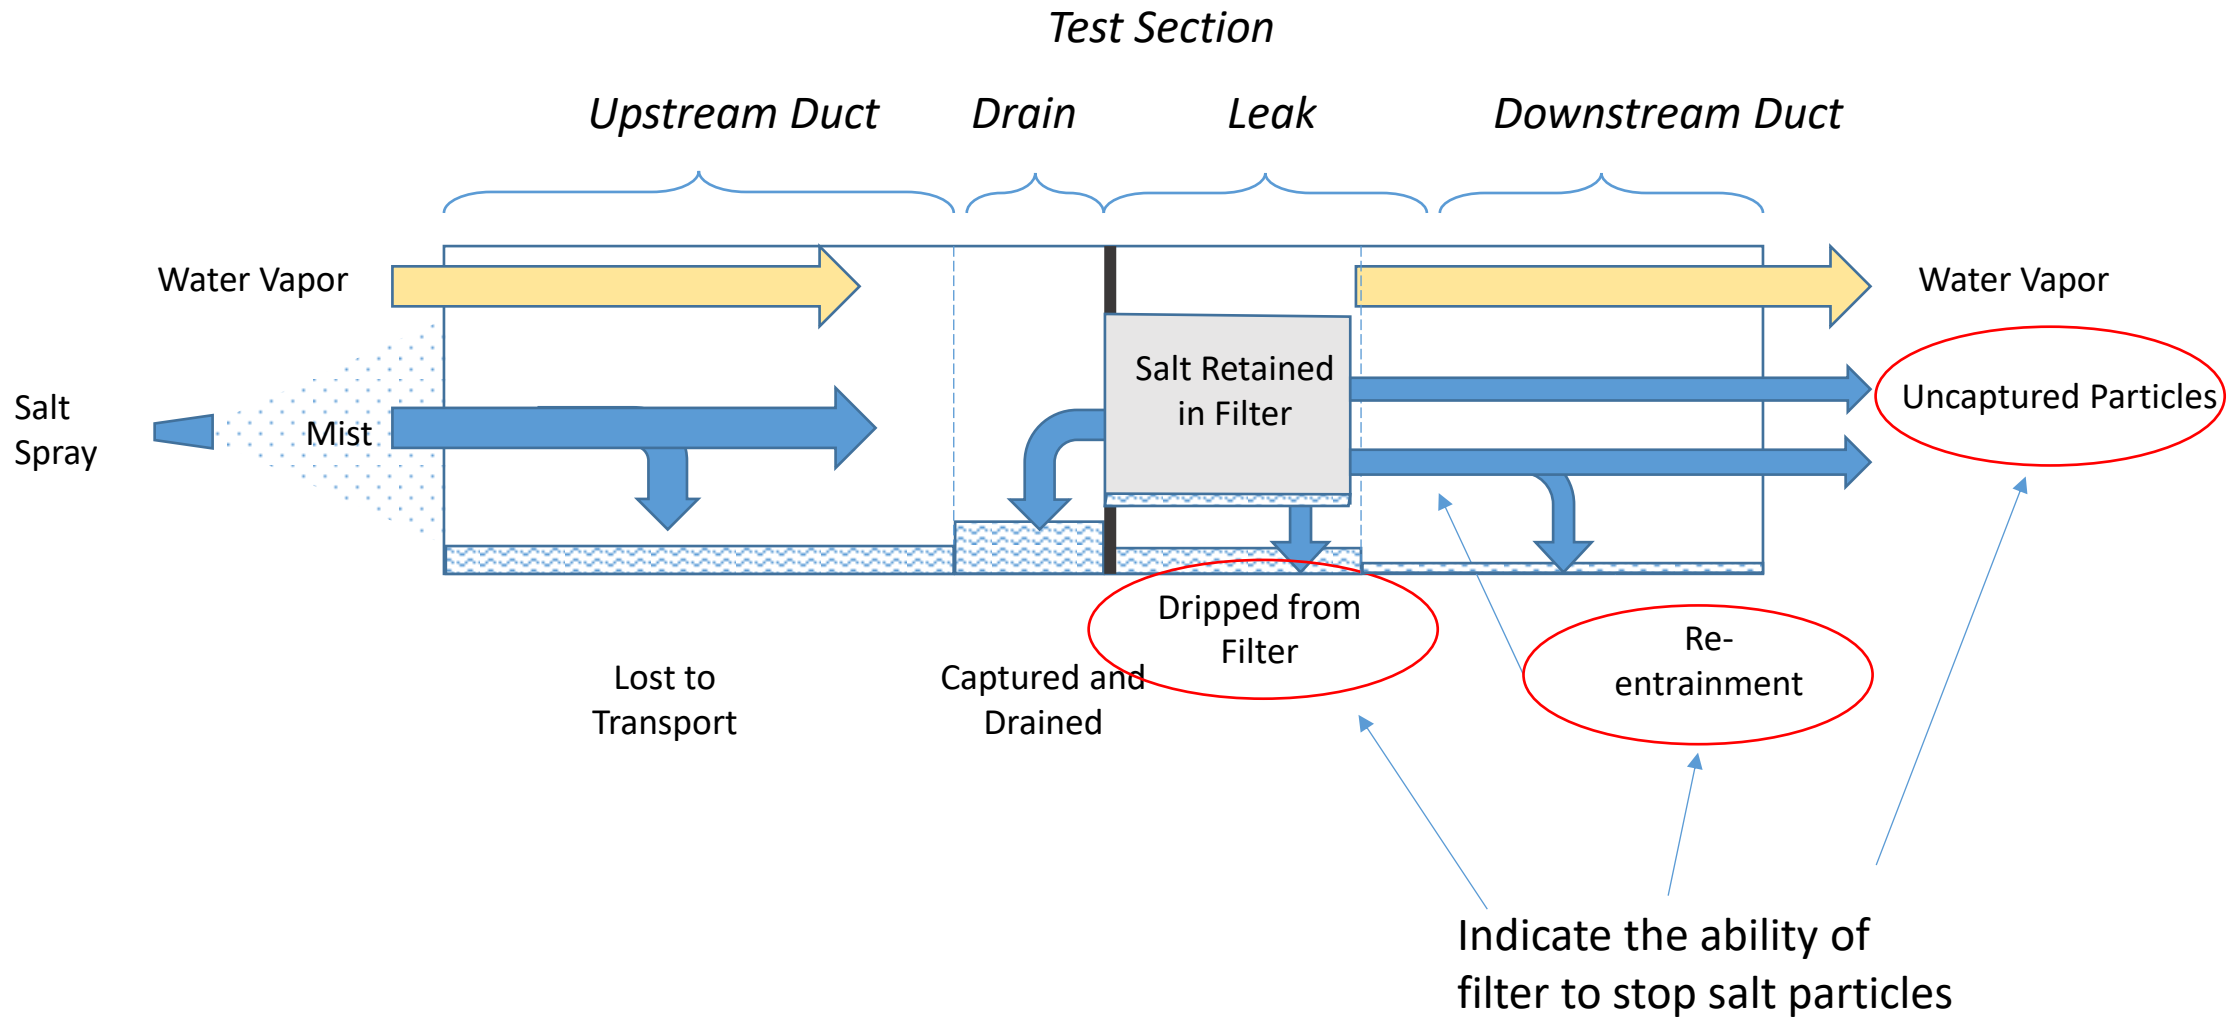 Test Section
Upstream Duct
Drain
Leak
Downstream Duct
Water Vapor
Water Vapor
Salt
Spray
Mist
Salt Retained
in Filter
Uncaptured Particles
Dripped from
Filter
Re-
entrainment
Lost to
Transport
Captured and
Drained
Indicate the ability of
filter to stop salt particles